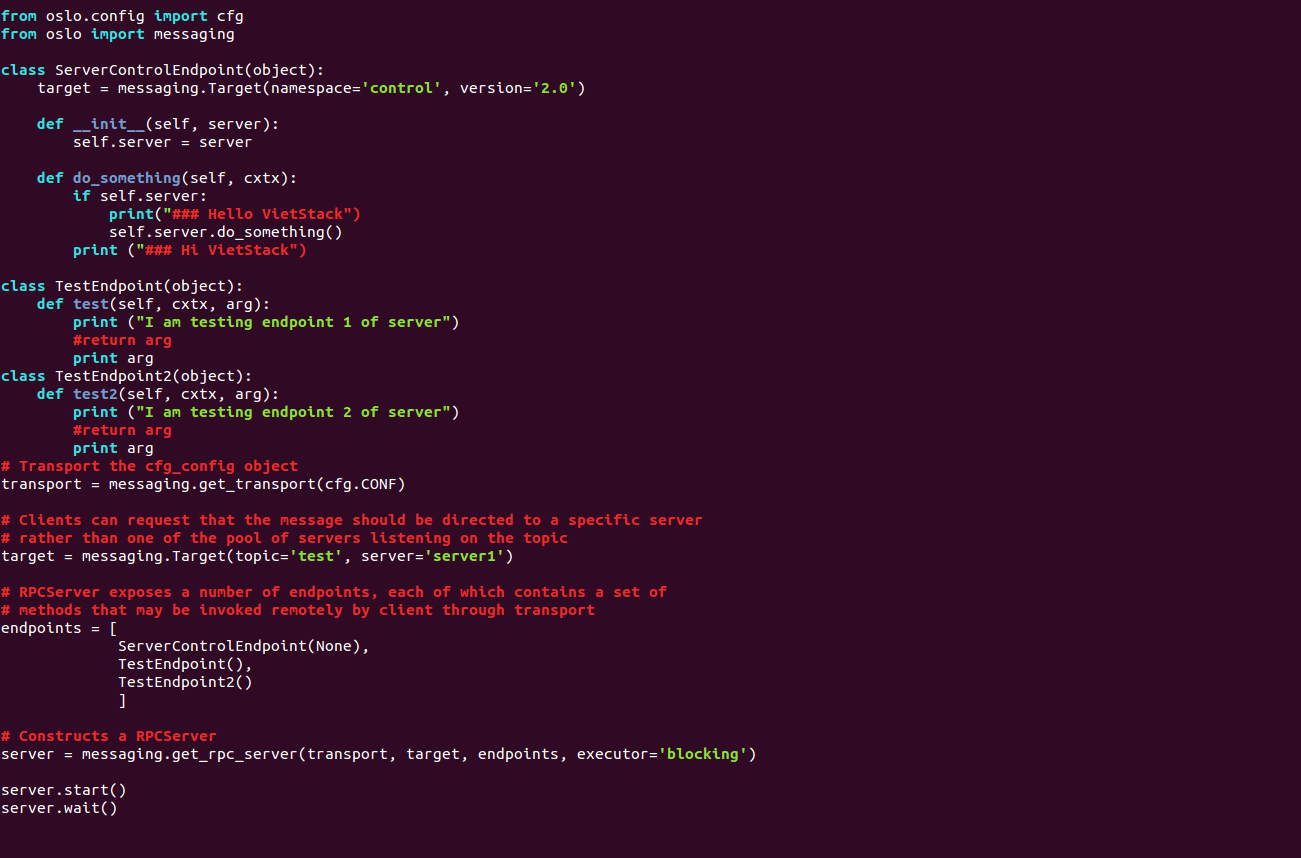 from oslo.config import cfg
from oslo import messaging

class ServerControlEndpoint(object):
    target = messaging.Target(namespace='control', version='2.0')

    def __init__(self, server):
        self.server = server

    def do_something(self, cxtx):
        if self.server:
            print("### Hello VietStack")
            self.server.do_something()
        print ("### Hi VietStack")

class TestEndpoint(object):
    def test(self, cxtx, arg):
        print ("I am testing endpoint 1 of server")
        #return arg
        print arg
class TestEndpoint2(object):
    def test2(self, cxtx, arg):
        print ("I am testing endpoint 2 of server")
        #return arg
        print arg
# Transport the cfg_config object
transport = messaging.get_transport(cfg.CONF)

# Clients can request that the message should be directed to a specific server
# rather than one of the pool of servers listening on the topic
target = messaging.Target(topic='test', server='server1')

# RPCServer exposes a number of endpoints, each of which contains a set of
# methods that may be invoked remotely by client through transport
endpoints = [
             ServerControlEndpoint(None),
             TestEndpoint(),
             TestEndpoint2()
             ]

# Constructs a RPCServer
server = messaging.get_rpc_server(transport, target, endpoints, executor='blocking')

server.start()
server.wait()